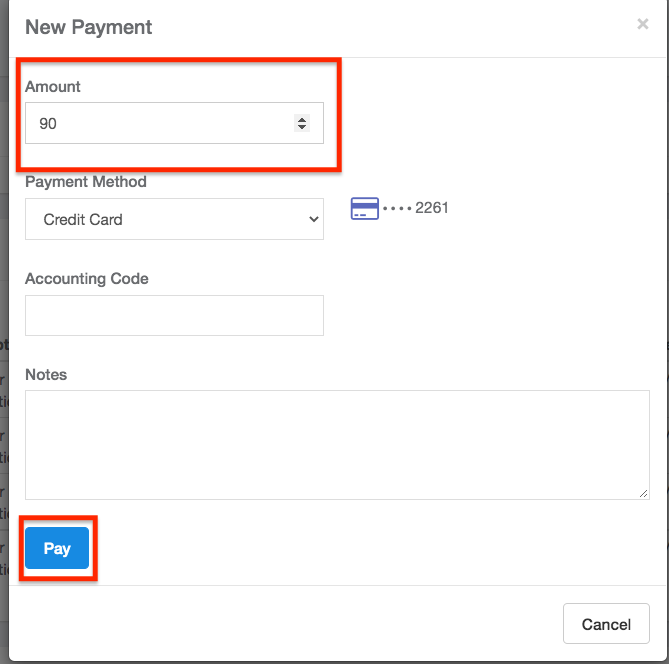 New Payment ×
Amount
90
Payment Method
Credit Card
•••• 2261
Accounting Code
Notes
Pay
Cancel